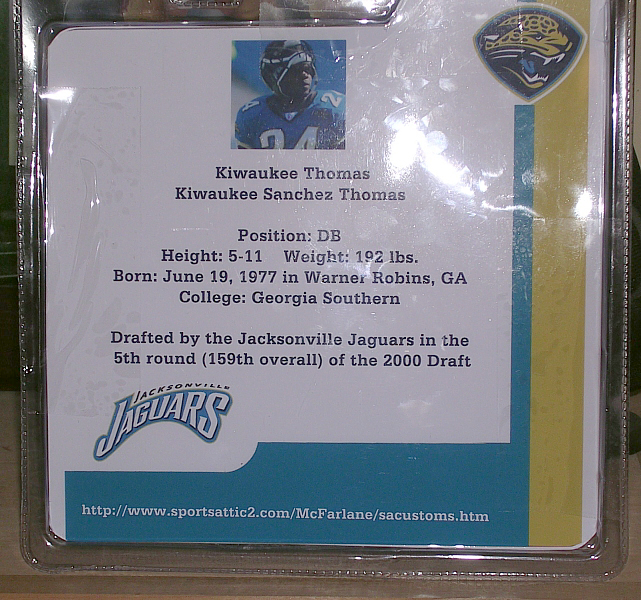 24
Kiwaukee Thomas
Kiwaukee Sanchez Thomas
Position: DB
Height: 5-11 Weight: 192 lbs.
Born: June 19, 1977 in Warner Robins, GA
College: Georgia Southern
Drafted by the Jacksonville Jaguars in the
5th round (159th overall) of the 2000 Draft
JACKSONVILLE
JAGUARS
http://www.sportsattic2.com/McFarlane/sacustoms.htm